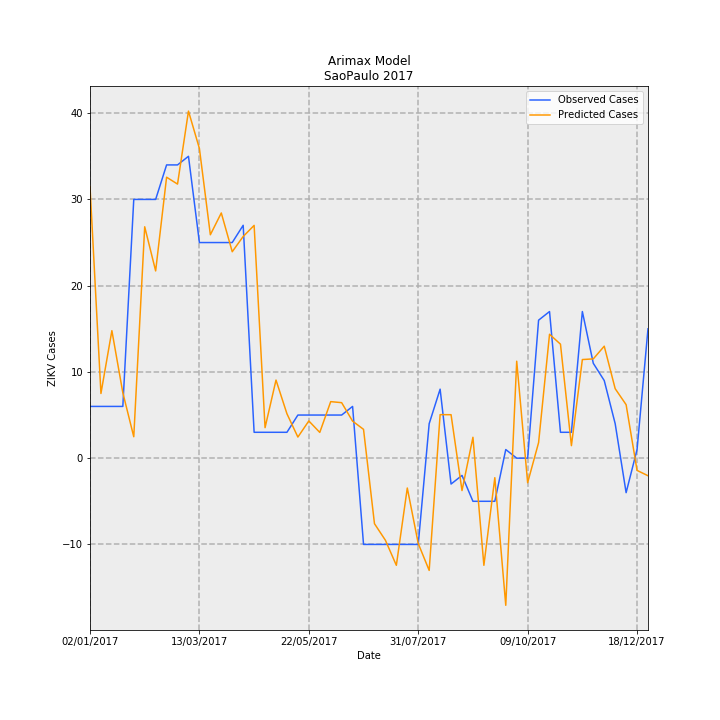 Arimax Model
SaoPaulo 2017
Observed Cases
Predicted Cases
40
30
20
10
0
−10
ZIKV Cases
02/01/2017 13/03/2017 22/05/2017 31/07/2017 09/10/2017 18/12/2017
Date